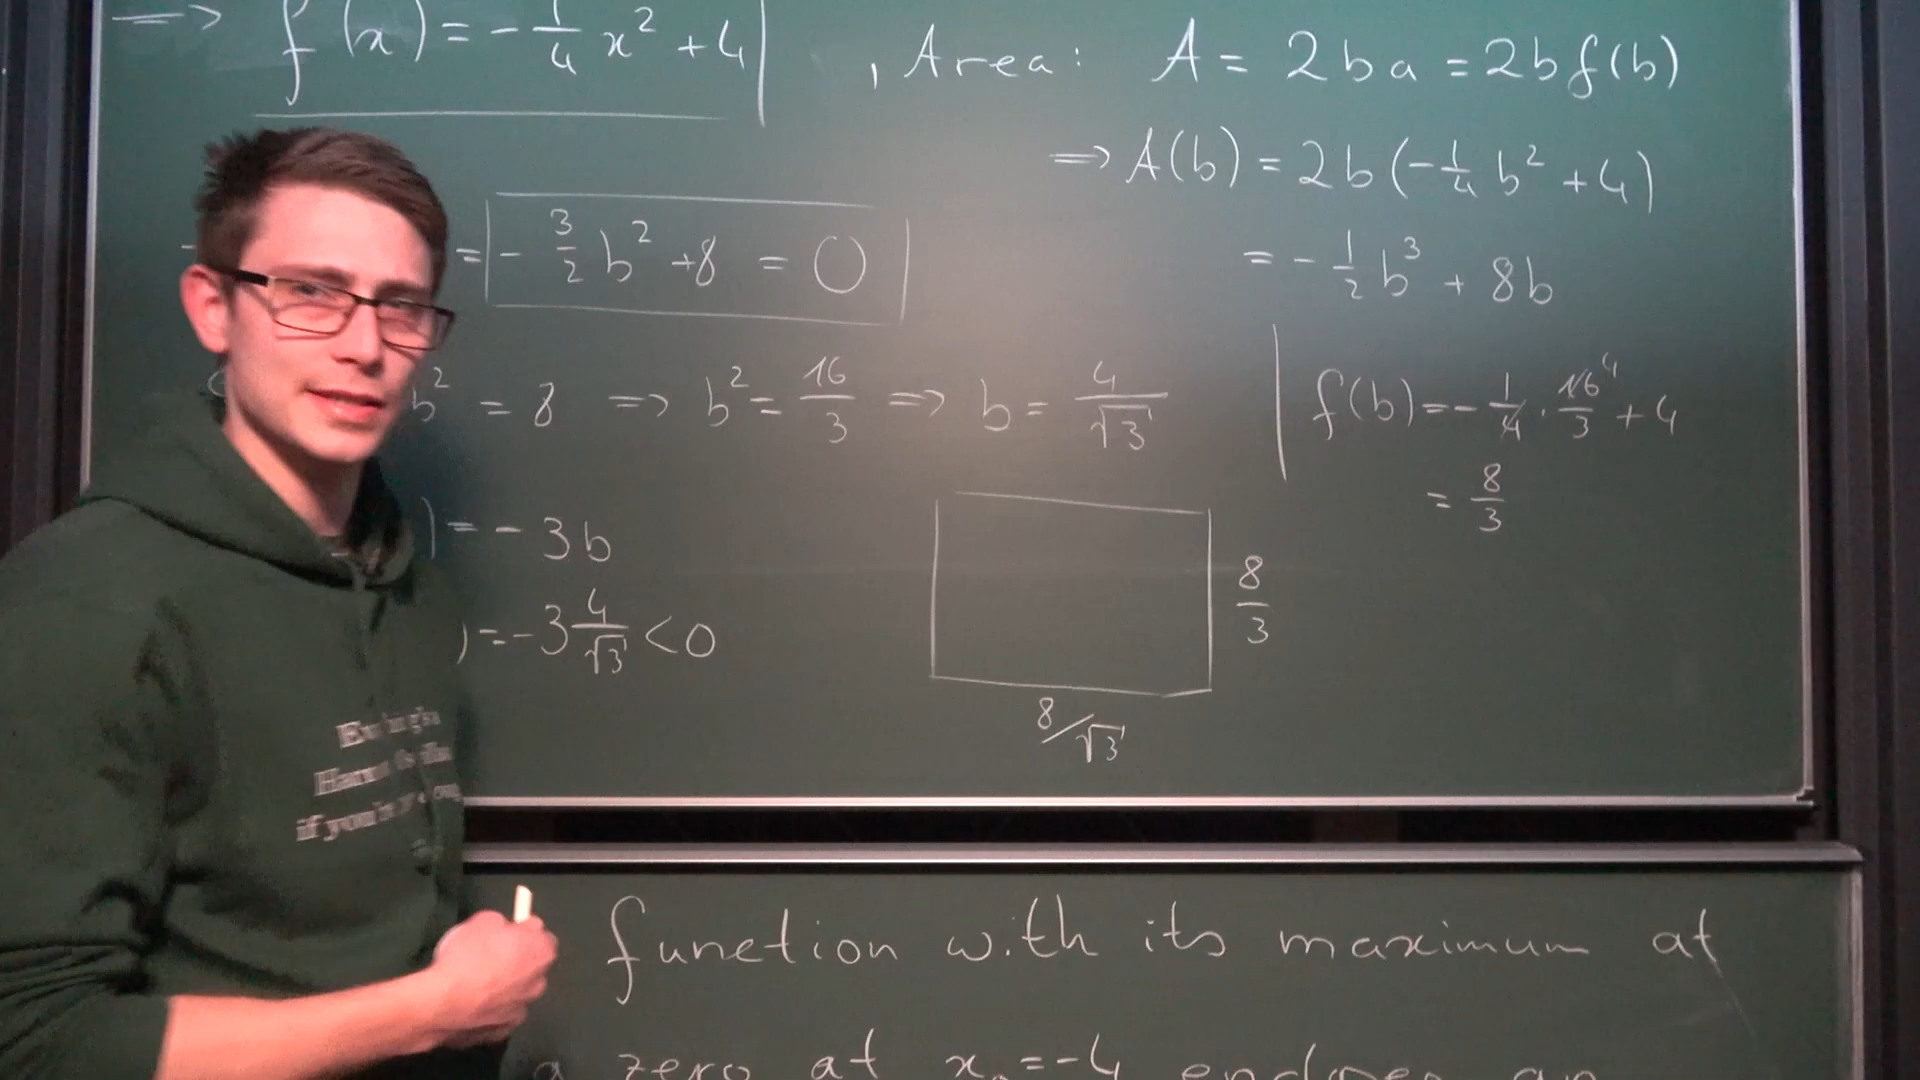 => f(x) = -1/4 x² + 4
, Area: A = 2ba = 2bf(b)
=> A(b) = 2b(-1/4 b² + 4)
= -1/2 b³ + 8b
= -3/2 b² + 8 = 0
b² = 8 => b² = 16/3 => b = 4/√3
f(b) = -1/4 · 16/3 + 4
4
= 8/3
) = -3b
) = -3 4/√3 < 0
8/3
8/√3
function with its maximum at
a zero at x = -4